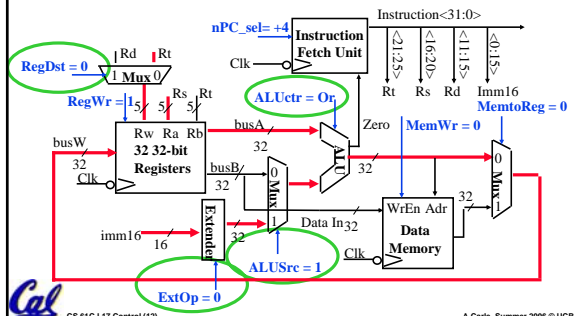 nPC_sel= +4
Instruction
Fetch Unit
Clk
Instruction<31:0>
<21:25>
<16:20>
<11:15>
<0:15>
Rt
Rs
Rd
Imm16
RegDst = 0
Rd
Rt
1 Mux 0
RegWr = 1
5
5
5
Rs
Rt
ALUctr = Or
Zero
MemWr = 0
MemtoReg = 0
busW
32
Clk
Rw Ra Rb
32 32-bit
Registers
busA
32
busB
32
0
Mux
1
ALU
32
0
Mux
1
imm16
16
Extender
32
Data In 32
Clk
WrEn Adr
Data
Memory
32
ALUSrc = 1
ExtOp = 0
Cal